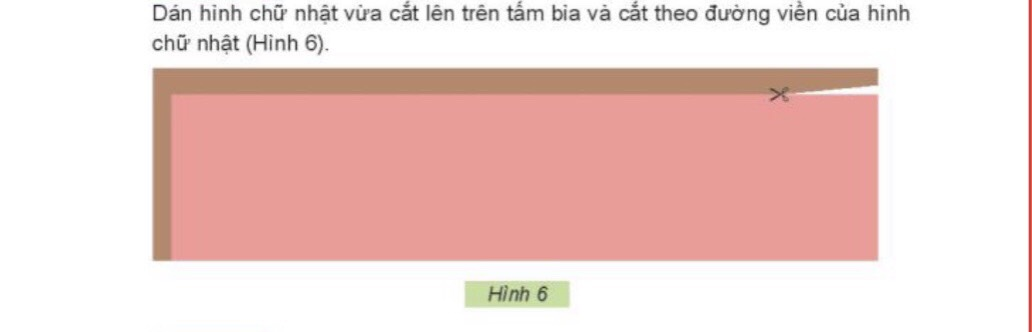 Dán hình chữ nhật vừa cắt lên trên tấm bìa và cắt theo đường viền của hình
chữ nhật (Hình 6).
Hình 6